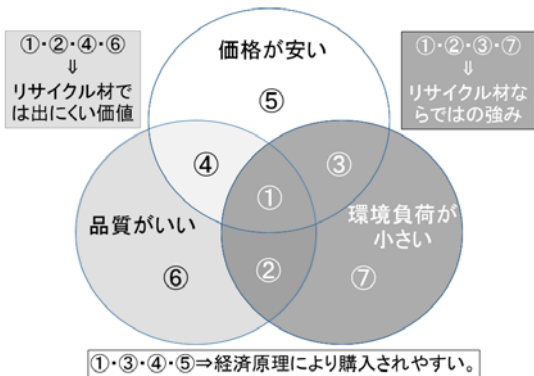 ①・②・④・⑥
⇓
リサイクル材で
は出にくい価値
価格が安い
⑤
①・②・③・⑦
⇓
リサイクル材な
らではの強み
④
①
③
品質がいい
環境負荷が
小さい
⑥
②
⑦
①・③・④・⑤⇒経済原理により購入されやすい。